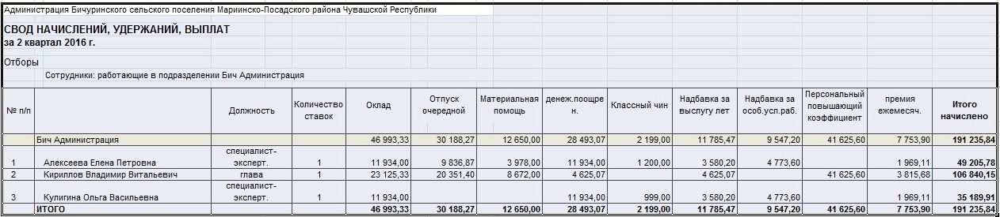 Администрация Бичуринского сельского поселения Мариинско-Посадского района Чувашской Республики
СВОД НАЧИСЛЕНИЙ, УДЕРЖАНИЙ, ВЫПЛАТ
за 2 квартал 2016 г.
Отборы
Сотрудники: работающие в подразделении Бич Администрация
№ п/п Должность Количество ставок Оклад Отпуск очередной Материальная помощь денеж.поощрен. Классный чин Надбавка за выслугу лет Надбавка за особ.усл.раб. Персональный повышающий коэффициент премия ежемесяч. Итого начислено
Бич Администрация 46 993,33 30 188,27 12 650,00 28 493,07 2 199,00 11 785,47 9 547,20 41 625,60 7 753,90 191 235,84
1 Алексеева Елена Петровна специалист-эксперт. 1 11 934,00 9 836,87 3 978,00 11 934,00 1 200,00 3 580,20 4 773,60 1 969,11 49 205,78
2 Кириллов Владимир Витальевич глава 1 23 125,33 20 351,40 8 672,00 4 625,07 4 625,07 41 625,60 3 815,68 106 840,15
3 Кулигина Ольга Васильевна специалист-эксперт. 1 11 934,00 11 934,00 999,00 3 580,20 4 773,60 1 969,11 35 189,91
ИТОГО 46 993,33 30 188,27 12 650,00 28 493,07 2 199,00 11 785,47 9 547,20 41 625,60 7 753,90 191 235,84